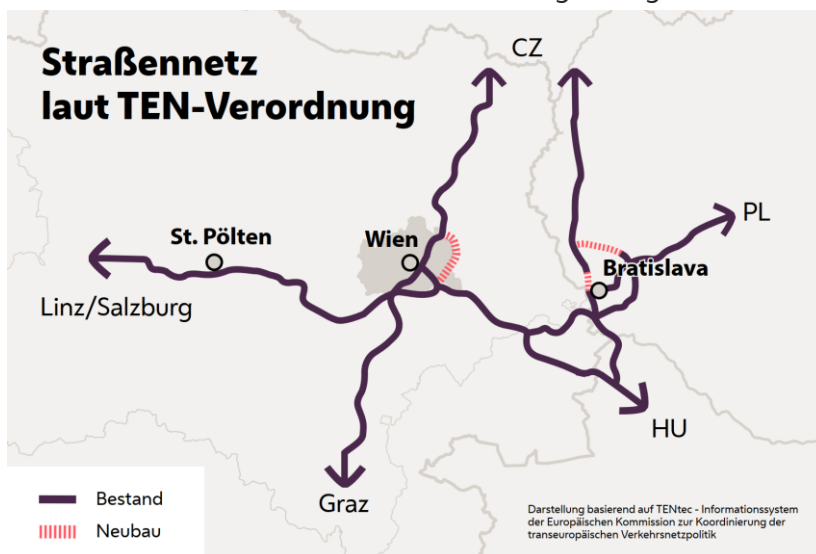 Straßennetz
laut TEN-Verordnung
CZ
PL
St. Pölten
Wien
Bratislava
Linz/Salzburg
HU
Graz
Bestand
Neubau
Darstellung basierend auf TENtec - Informationssystem
der Europäischen Kommission zur Koordinierung der
transeuropäischen Verkehrsnetzpolitik